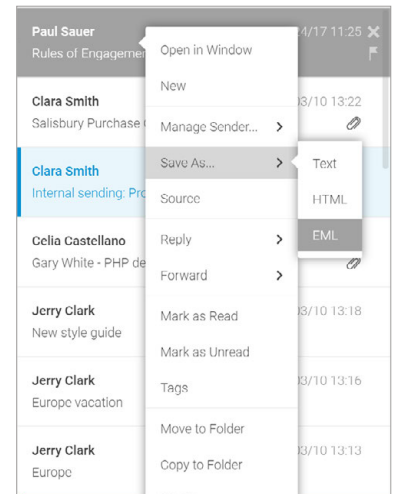 Paul Sauer
4/17 11:25
Rules of Engagemen
Open in Window
New
Clara Smith
03/10 13:22
Salisbury Purchase
Manage Sender...
Save As...
Text
Clara Smith
Internal sending: Pro
Source
HTML
Celia Castellano
Reply
EML
Gary White - PHP de
Forward
Jerry Clark
Mark as Read
03/10 13:18
New style guide
Mark as Unread
Jerry Clark
03/10 13:16
Europe vacation
Tags
Move to Folder
Jerry Clark
03/10 13:13
Europe
Copy to Folder